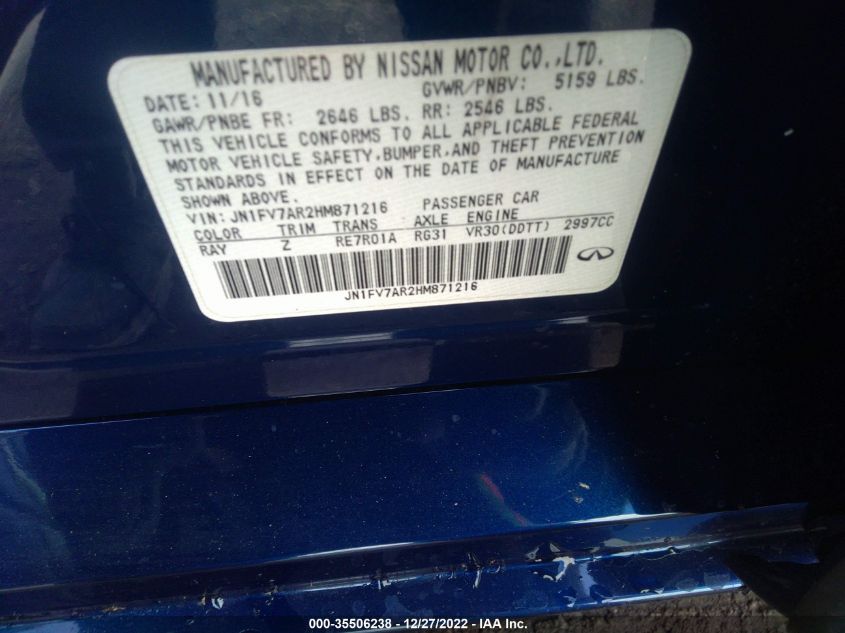 MANUFACTURED BY NISSAN MOTOR CO.,LTD.
DATE: 11/16 GVWR/PNBV: 5159 LBS.
GAWR/PNBE FR: 2646 LBS. RR: 2546 LBS.
THIS VEHICLE CONFORMS TO ALL APPLICABLE FEDERAL
MOTOR VEHICLE SAFETY,BUMPER,AND THEFT PREVENTION
STANDARDS IN EFFECT ON THE DATE OF MANUFACTURE
SHOWN ABOVE.
VIN: JN1FV7AR2HM871216 PASSENGER CAR
COLOR TRIM TRANS AXLE ENGINE
RAY Z RE7R01A RG31 VR30(DDTT) 2997CC
JN1FV7AR2HM871216
000-35506238 - 12/27/2022 - IAA Inc.